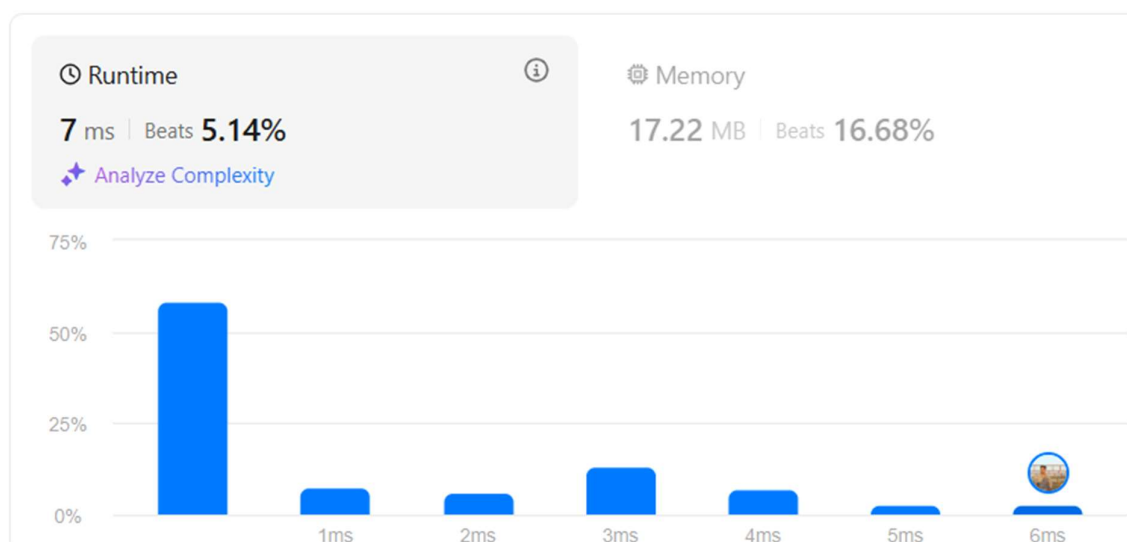 Runtime
7 ms Beats 5.14%
Analyze Complexity
Memory
17.22 MB Beats 16.68%
75%
50%
25%
0%
1ms 2ms 3ms 4ms 5ms 6ms